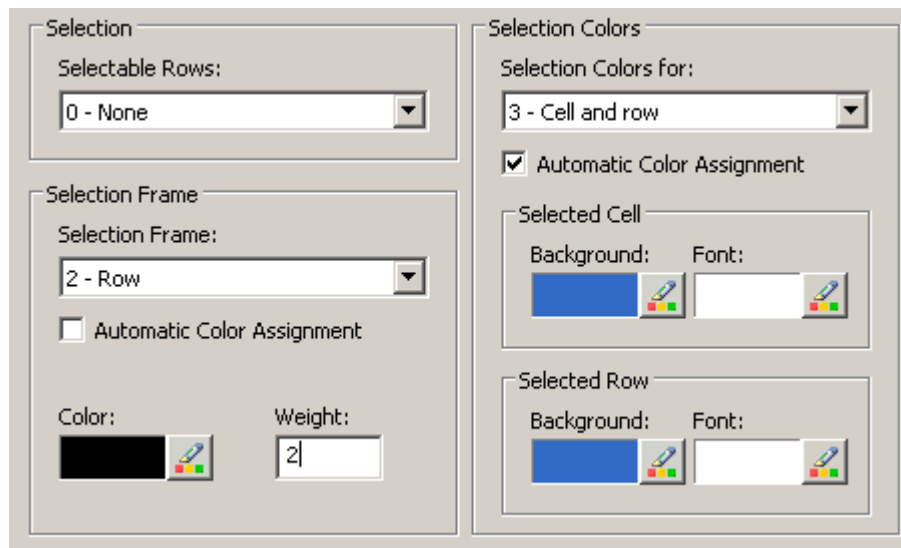 Selection
Selectable Rows:
0 - None
Selection Frame
Selection Frame:
2 - Row
Automatic Color Assignment
Color:
Weight:
2
Selection Colors
Selection Colors for:
3 - Cell and row
Automatic Color Assignment
Selected Cell
Background:
Font:
Selected Row
Background:
Font: